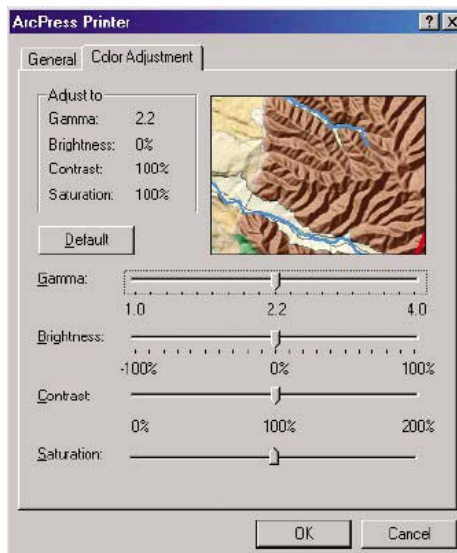 ArcPress Printer
General
Color Adjustment
Adjust to
Gamma: 2.2
Brightness: 0%
Contrast: 100%
Saturation: 100%
Default
Gamma:
1.0 2.2 4.0
Brightness:
-100% 0% 100%
Contrast:
0% 100% 200%
Saturation:
OK
Cancel